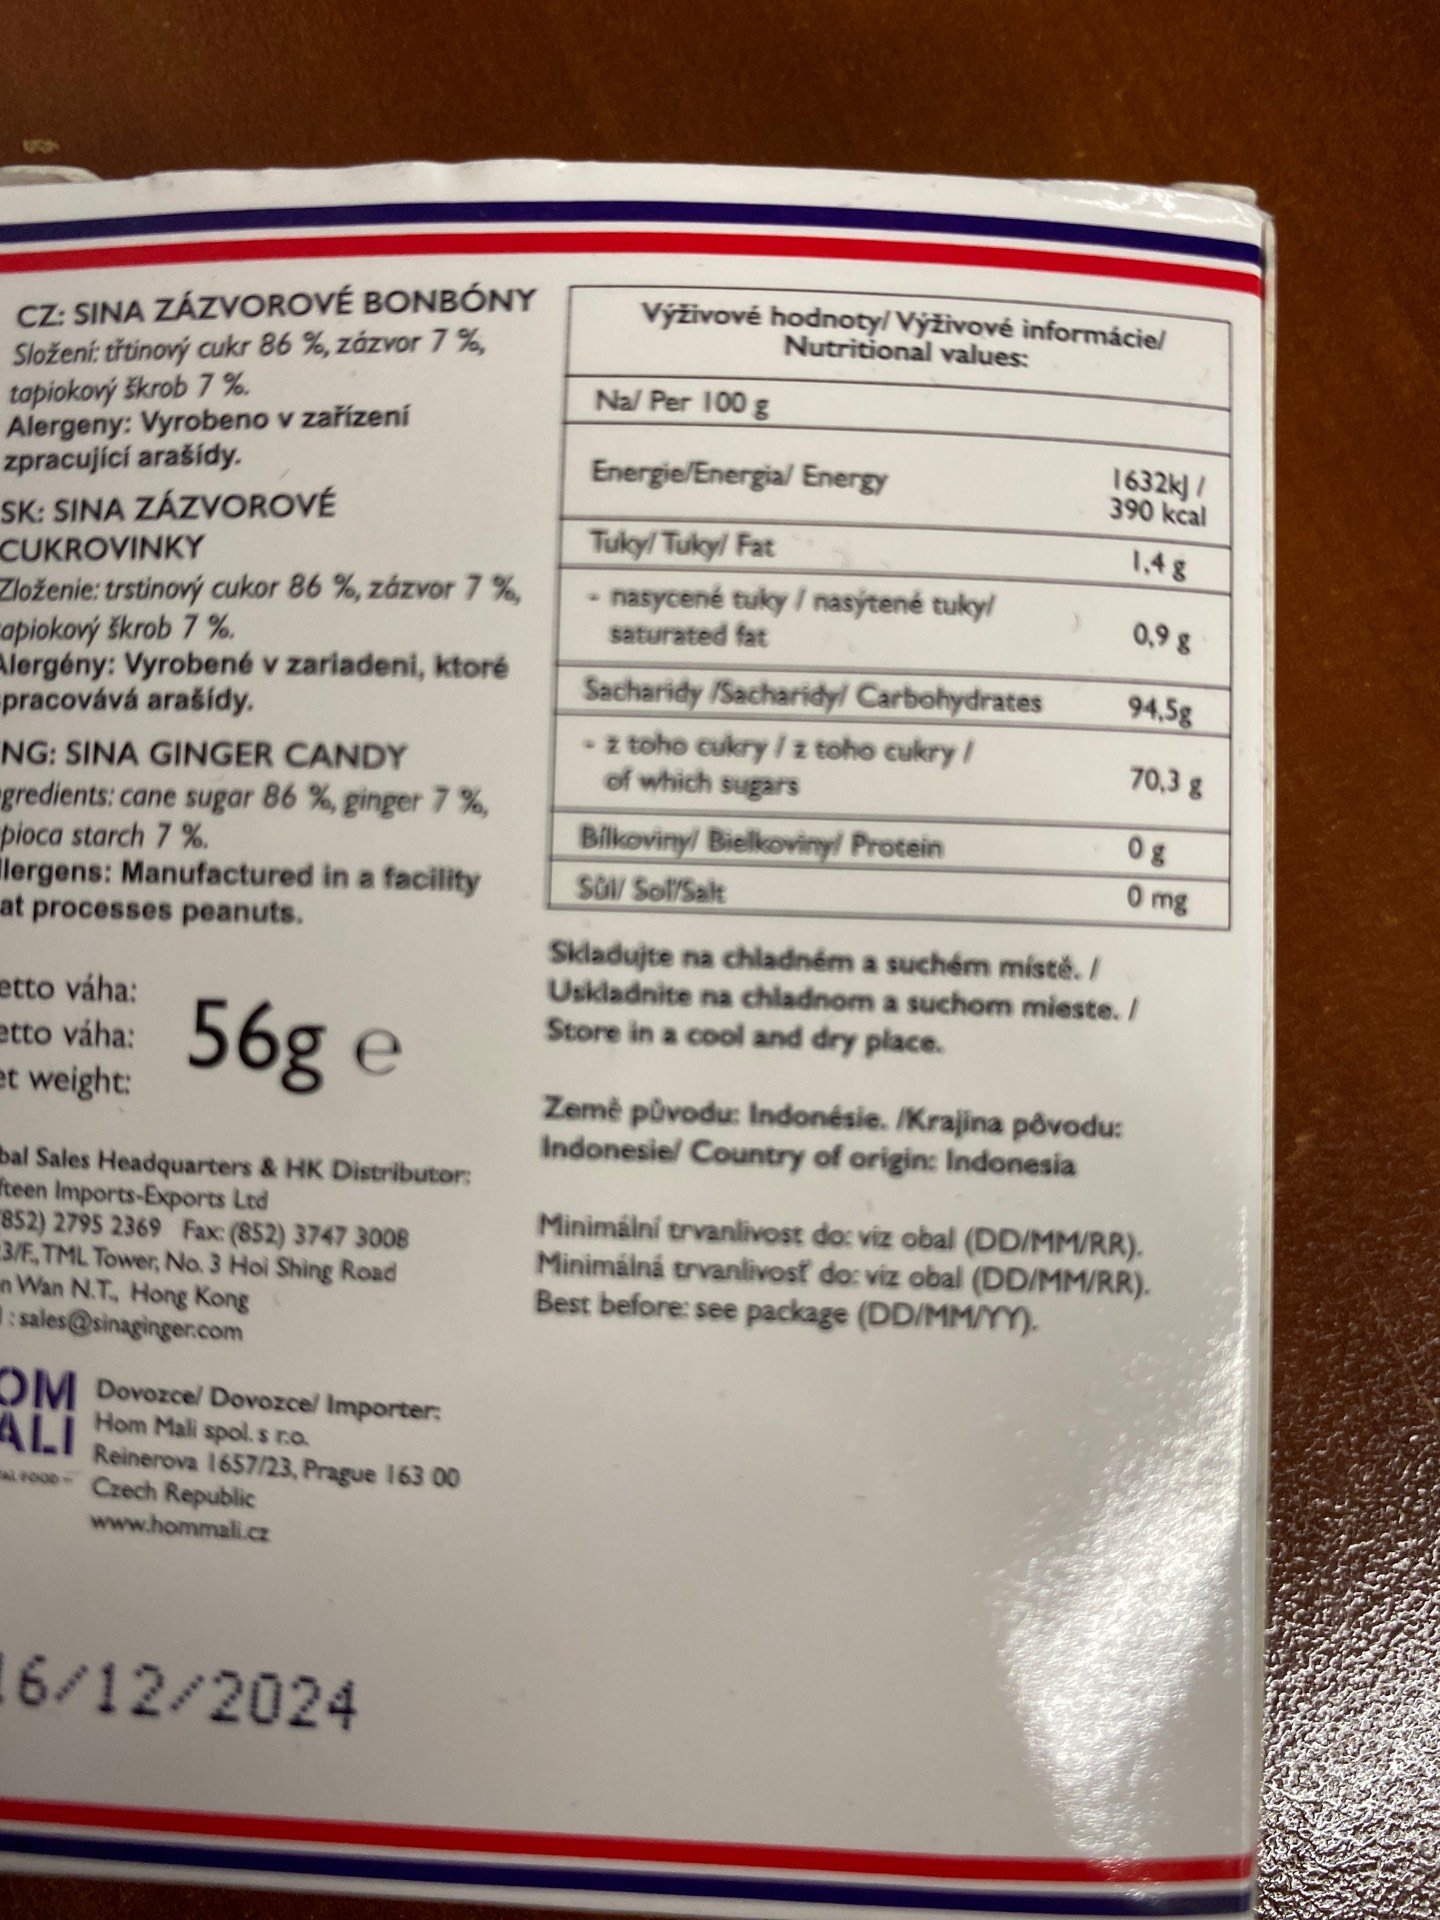 CZ: SINA ZÁZVOROVÉ BONBÓNY
Složení: třtinový cukr 86 %, zázvor 7 %,
tapiokový škrob 7 %.
Alergeny: Vyrobeno v zařízení
zpracující arašídy.
SK: SINA ZÁZVOROVÉ
CUKROVINKY
Zloženie: trstinový cukor 86 %, zázvor 7 %,
apiokový škrob 7 %.
Alergény: Vyrobené v zariadeni, ktoré
pracovává arašídy.
NG: SINA GINGER CANDY
gredients: cane sugar 86 %, ginger 7 %,
pioca starch 7 %.
llergens: Manufactured in a facility
at processes peanuts.
etto váha:
etto váha:
et weight:
56g ℮
bal Sales Headquarters & HK Distributor:
fteen Imports-Exports Ltd
852) 2795 2369 Fax: (852) 3747 3008
3/F., TML Tower, No. 3 Hoi Shing Road
n Wan N.T., Hong Kong
: sales@sinaginger.com
OM
ALI
AL FOOD
Dovozce/ Dovozce/ Importer:
Hom Mali spol. s r.o.
Reinerova 1657/23, Prague 163 00
Czech Republic
www.hommali.cz
16/12/2024
Výživové hodnoty/ Výživové informácie/
Nutritional values:
Na/ Per 100 g
Energie/Energia/ Energy 1632kJ /
390 kcal
Tuky/ Tuky/ Fat 1,4 g
- nasycené tuky / nasýtené tuky/
saturated fat 0,9 g
Sacharidy /Sacharidy/ Carbohydrates 94,5g
- z toho cukry / z toho cukry /
of which sugars 70,3 g
Bílkoviny/ Bielkoviny/ Protein 0 g
Sůl/ Soľ/Salt 0 mg
Skladujte na chladném a suchém místě. /
Uskladnite na chladnom a suchom mieste. /
Store in a cool and dry place.
Země původu: Indonésie. /Krajina pôvodu:
Indonesie/ Country of origin: Indonesia
Minimální trvanlivost do: viz obal (DD/MM/RR).
Minimálná trvanlivosť do: viz obal (DD/MM/RR).
Best before: see package (DD/MM/YY).